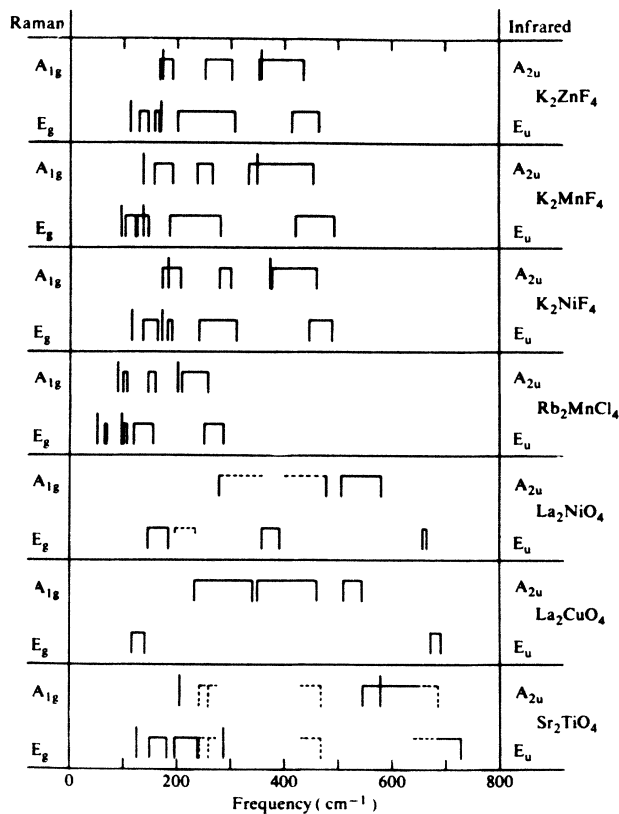 Raman Infrared
A1g A2u
K2ZnF4
Eg Eu
A1g A2u
K2MnF4
Eg Eu
A1g A2u
K2NiF4
Eg Eu
A1g A2u
Rb2MnCl4
Eg Eu
A1g A2u
La2NiO4
Eg Eu
A1g A2u
La2CuO4
Eg Eu
A1g A2u
Sr2TiO4
Eg Eu
0 200 400 600 800
Frequency ( cm⁻¹ )